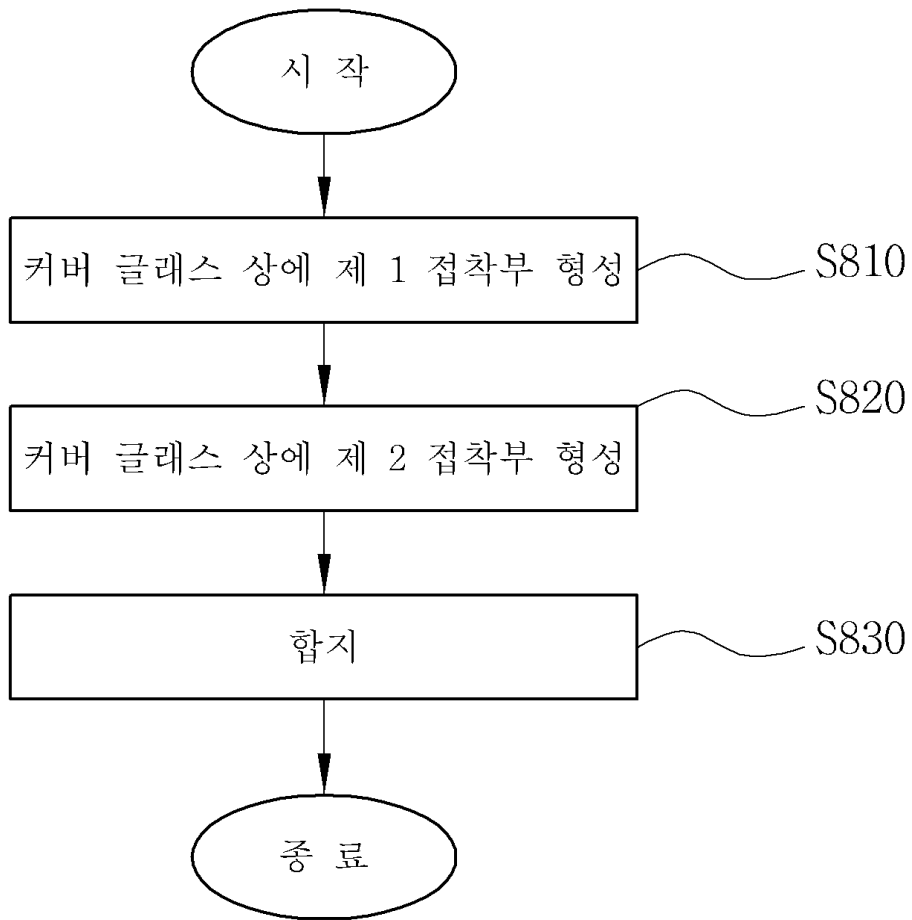 시 작
커버 글래스 상에 제 1 접착부 형성
S810
커버 글래스 상에 제 2 접착부 형성
S820
합지
S830
종 료